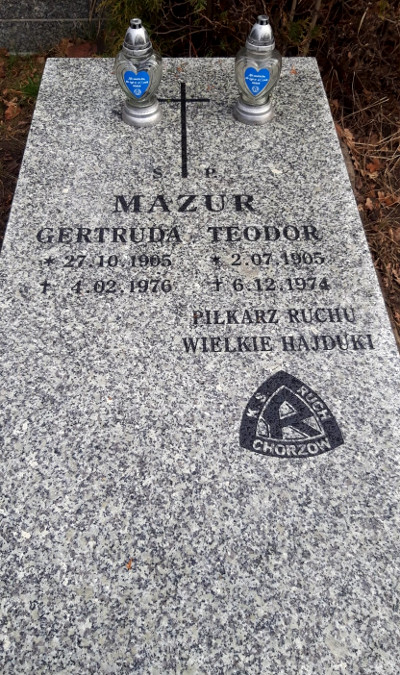 Ś P.
MAZUR
GERTRUDA TEODOR
* 27.10.1905 * 2.07.1905
† 4.02.1976 † 6.12.1974
PIŁKARZ RUCHU
WIELKIE HAJDUKI
K.S. RUCH
R
CHORZÓW